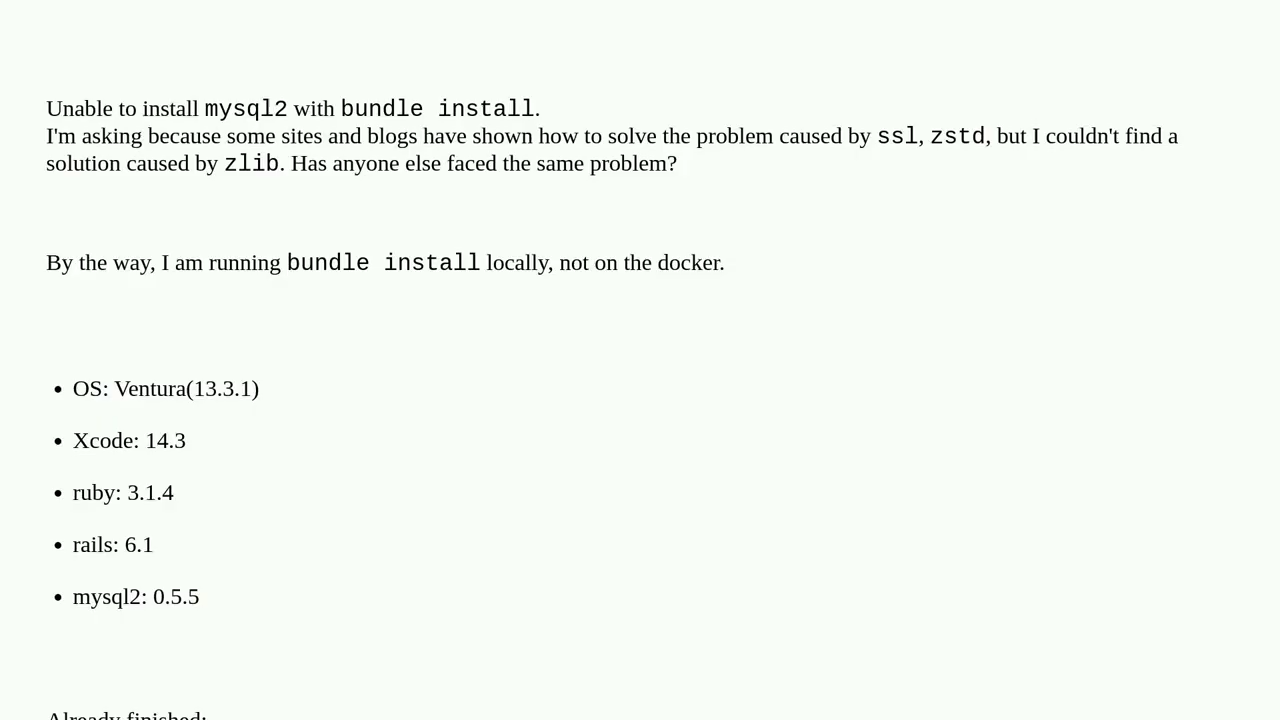 Unable to install mysql2 with bundle install.
I'm asking because some sites and blogs have shown how to solve the problem caused by ssl, zstd, but I couldn't find a
solution caused by zlib. Has anyone else faced the same problem?
By the way, I am running bundle install locally, not on the docker.
• OS: Ventura(13.3.1)
• Xcode: 14.3
• ruby: 3.1.4
• rails: 6.1
• mysql2: 0.5.5
Already finished: